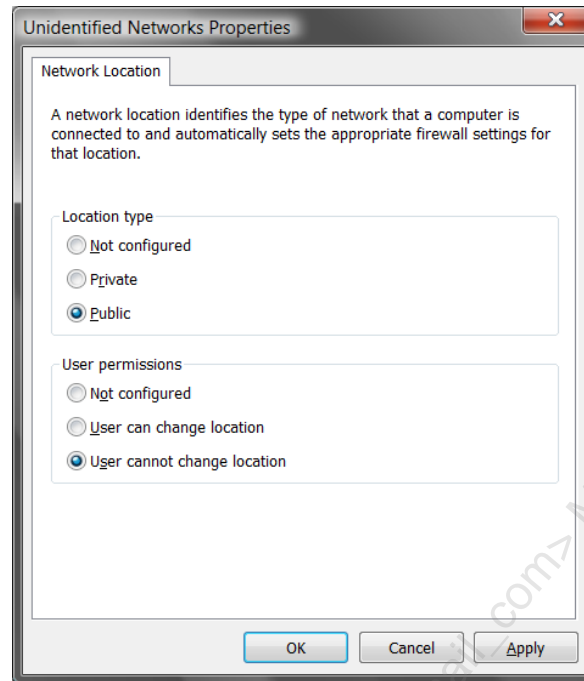 Unidentified Networks Properties
Network Location
A network location identifies the type of network that a computer is
connected to and automatically sets the appropriate firewall settings for
that location.
Location type
Not configured
Private
Public
User permissions
Not configured
User can change location
User cannot change location
OK Cancel Apply